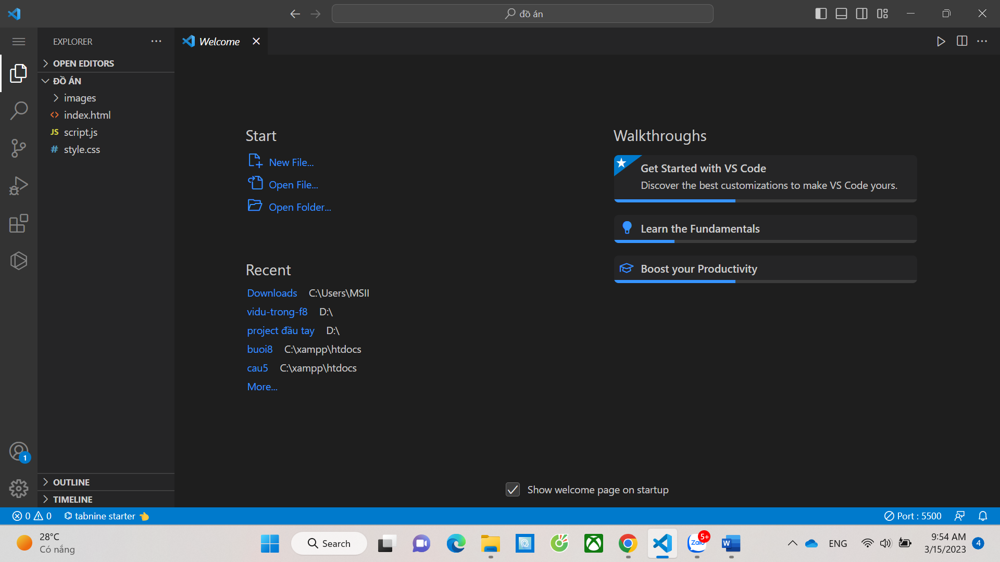 đồ án
EXPLORER
Welcome
OPEN EDITORS
ĐỒ ÁN
images
index.html
JS script.js
# style.css
Start
New File...
Open File...
Open Folder...
Recent
Downloads C:\Users\MSII
vidu-trong-f8 D:\
project đầu tay D:\
buoi8 C:\xampp\htdocs
cau5 C:\xampp\htdocs
More...
Walkthroughs
Get Started with VS Code
Discover the best customizations to make VS Code yours.
Learn the Fundamentals
Boost your Productivity
Show welcome page on startup
1
OUTLINE
TIMELINE
0 0 tabnine starter
Port : 5500
28°C
Có nắng
Search
Zalo
5+
W
ENG
9:54 AM
3/15/2023
4